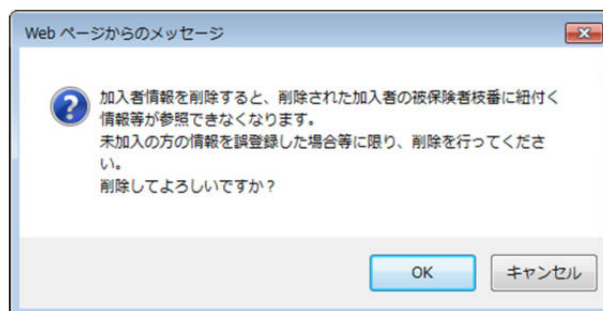 Web ページからのメッセージ
加入者情報を削除すると、削除された加入者の被保険者枝番に紐付く
情報等が参照できなくなります。
未加入の方の情報を誤登録した場合等に限り、削除を行ってくださ
い。
削除してよろしいですか？
OK
キャンセル